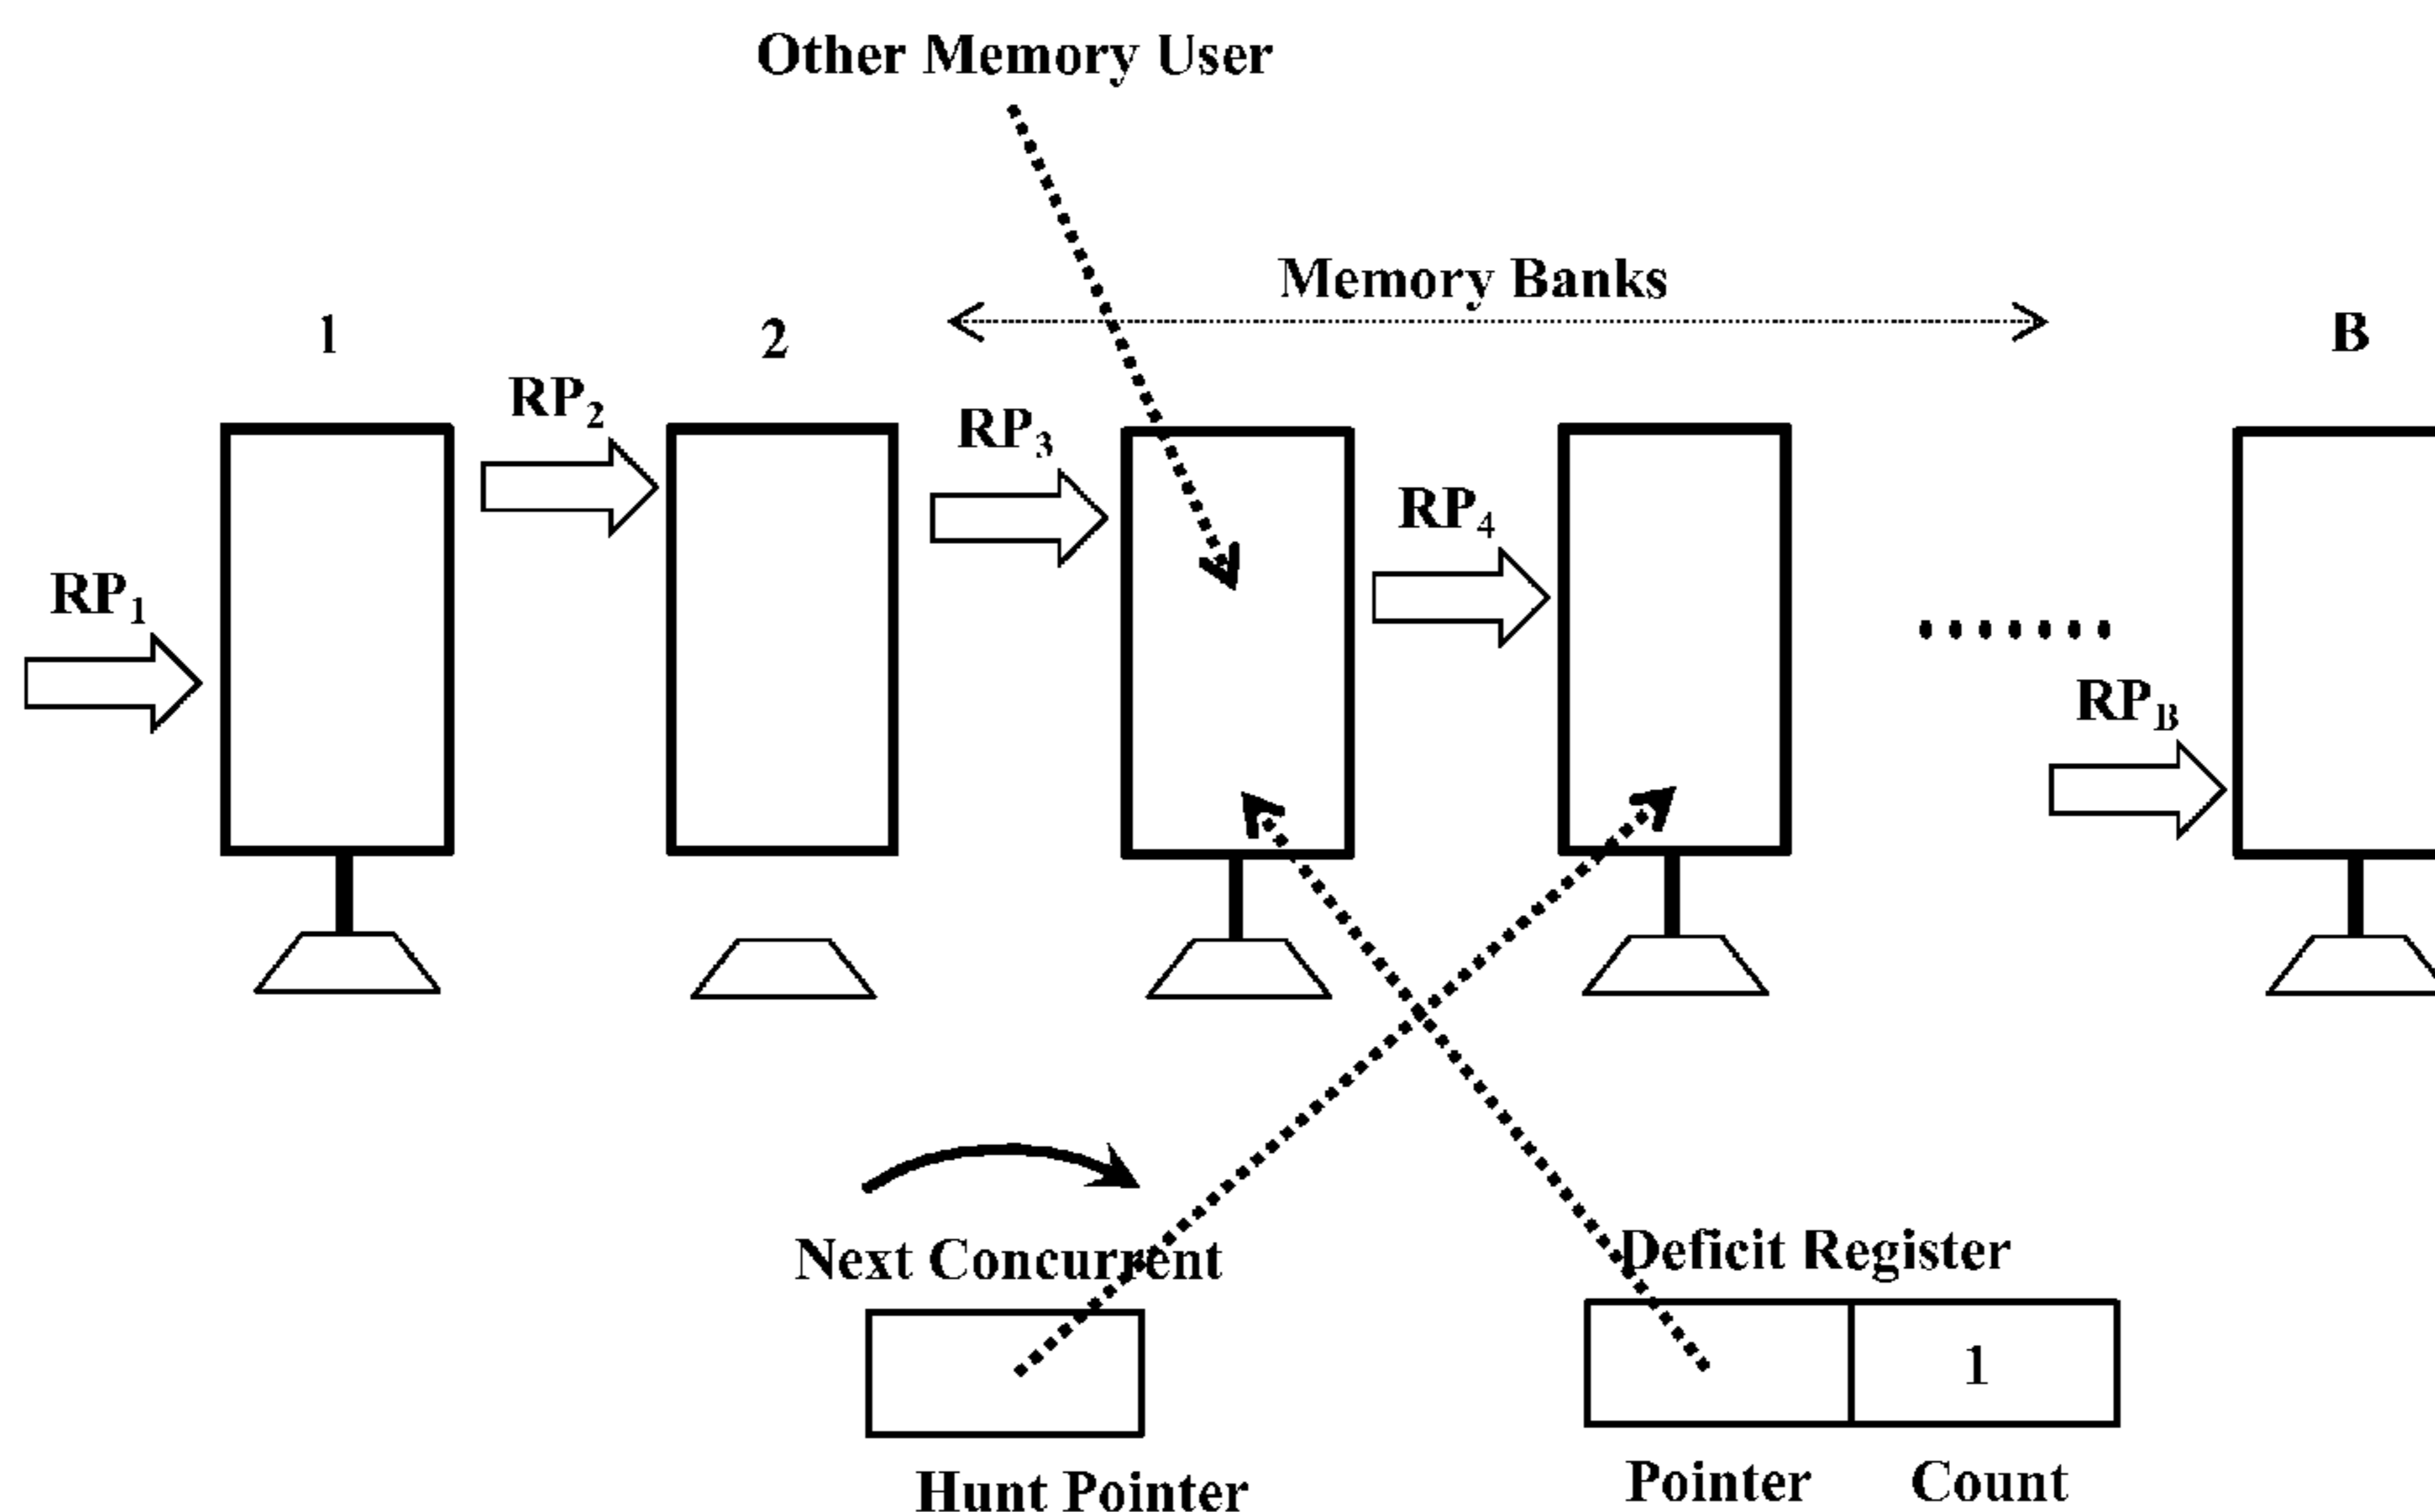 Other Memory User
Memory Banks
1
2
B
RP₂
RP₃
RP₄
RP₁
RP_B
Next Concurrent
Deficit Register
1
Hunt Pointer
Pointer
Count